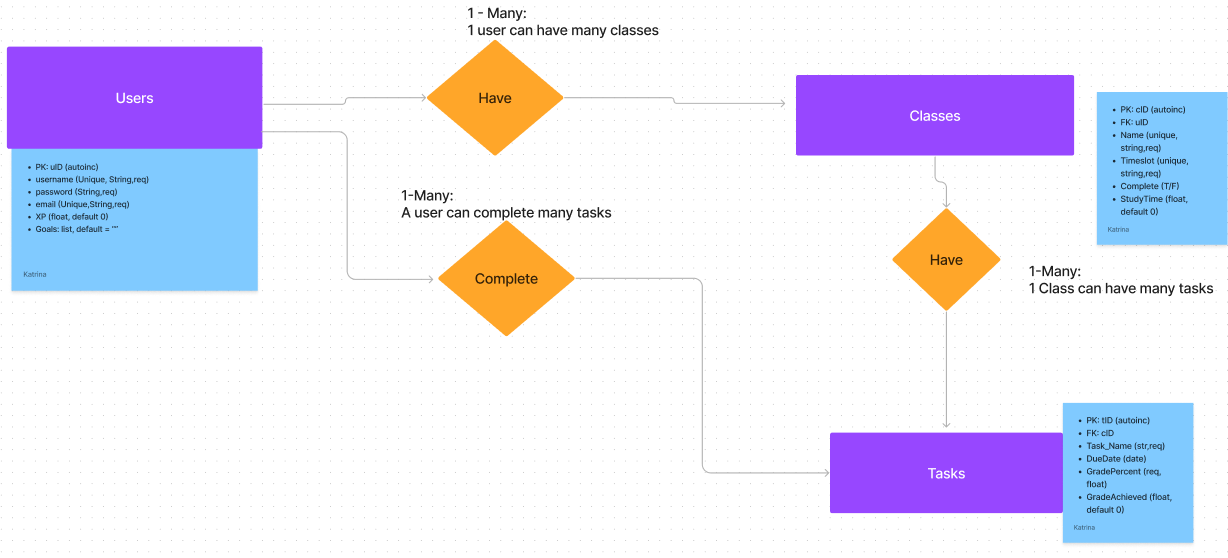 1 - Many:
1 user can have many classes
Users
Have
Classes
• PK: uID (autoinc)
• username (Unique, String,req)
• password (String,req)
• email (Unique,String,req)
• XP (float, default 0)
• Goals: list, default = ""
Katrina
• PK: cID (autoinc)
• FK: uID
• Name (unique,
string,req)
• Timeslot (unique,
string,req)
• Complete (T/F)
• StudyTime (float,
default 0)
Katrina
1-Many:
A user can complete many tasks
Complete
Have
1-Many:
1 Class can have many tasks
Tasks
• PK: tID (autoinc)
• FK: cID
• Task_Name (str,req)
• DueDate (date)
• GradePercent (req,
float)
• GradeAchieved (float,
default 0)
Katrina